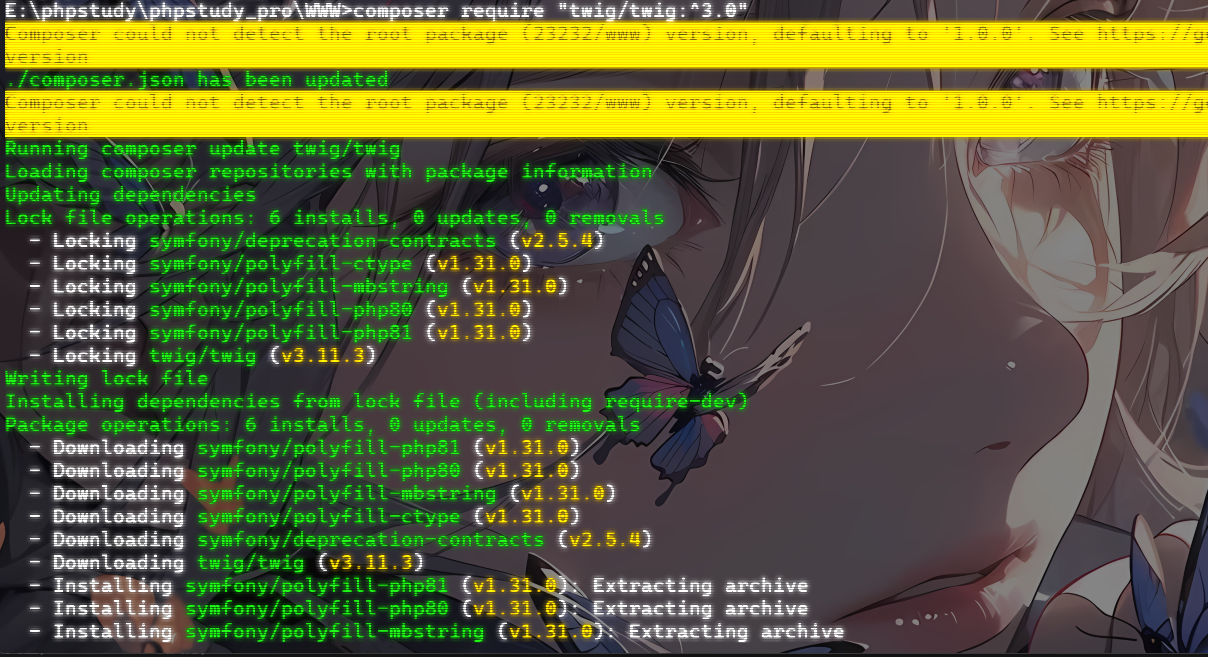 E:\phpstudy\phpstudy_pro\WWW>composer require "twig/twig:^3.0"
Composer could not detect the root package (23232/www) version, defaulting to '1.0.0'. See https://ge
version
./composer.json has been updated
Composer could not detect the root package (23232/www) version, defaulting to '1.0.0'. See https://ge
version
Running composer update twig/twig
Loading composer repositories with package information
Updating dependencies
Lock file operations: 6 installs, 0 updates, 0 removals
  - Locking symfony/deprecation-contracts (v2.5.4)
  - Locking symfony/polyfill-ctype (v1.31.0)
  - Locking symfony/polyfill-mbstring (v1.31.0)
  - Locking symfony/polyfill-php80 (v1.31.0)
  - Locking symfony/polyfill-php81 (v1.31.0)
  - Locking twig/twig (v3.11.3)
Writing lock file
Installing dependencies from lock file (including require-dev)
Package operations: 6 installs, 0 updates, 0 removals
  - Downloading symfony/polyfill-php81 (v1.31.0)
  - Downloading symfony/polyfill-php80 (v1.31.0)
  - Downloading symfony/polyfill-mbstring (v1.31.0)
  - Downloading symfony/polyfill-ctype (v1.31.0)
  - Downloading symfony/deprecation-contracts (v2.5.4)
  - Downloading twig/twig (v3.11.3)
  - Installing symfony/polyfill-php81 (v1.31.0): Extracting archive
  - Installing symfony/polyfill-php80 (v1.31.0): Extracting archive
  - Installing symfony/polyfill-mbstring (v1.31.0): Extracting archive